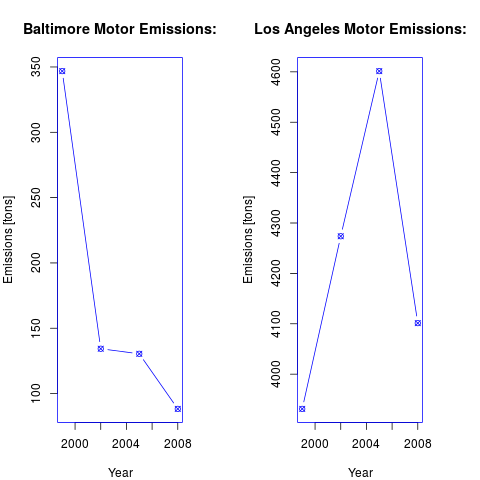 Baltimore Motor Emissions:
Emissions [tons]
350
300
250
200
150
100
2000 2004 2008
Year
Los Angeles Motor Emissions:
Emissions [tons]
4600
4500
4400
4300
4200
4100
4000
2000 2004 2008
Year